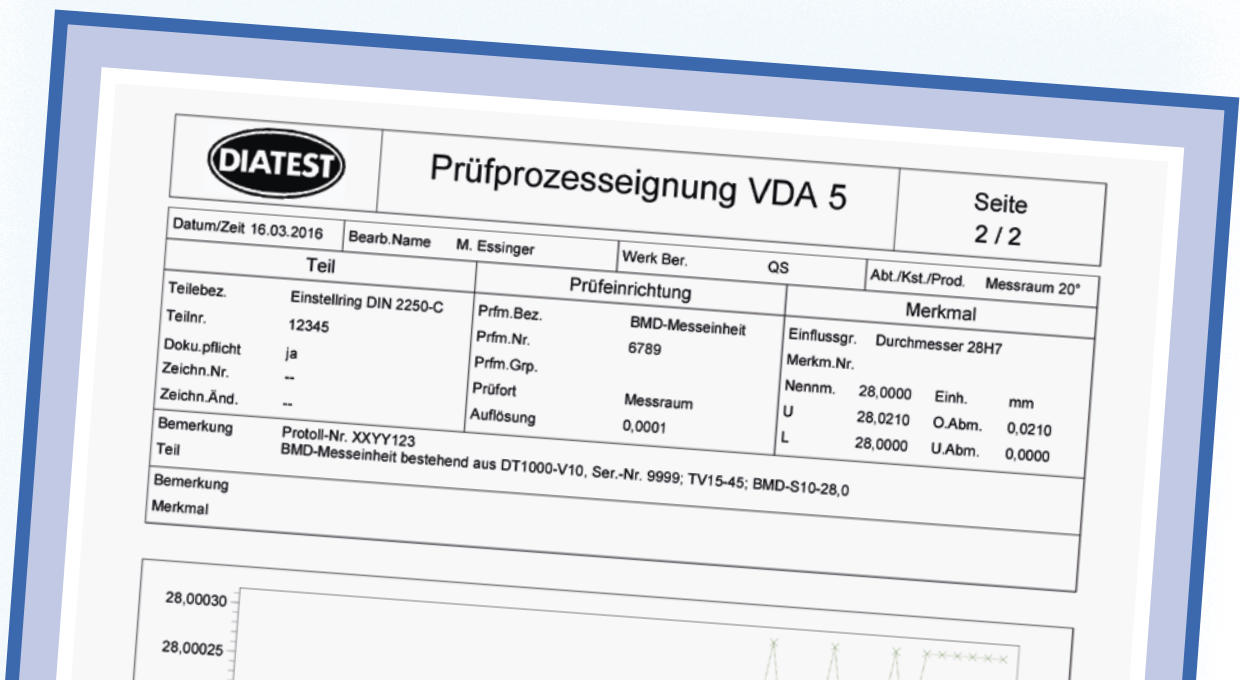 DIATEST
Prüfprozesseignung VDA 5
Seite
2 / 2
Datum/Zeit 16.03.2016 Bearb.Name M. Essinger Werk Ber. QS Abt./Kst./Prod. Messraum 20°
Teil Prüfeinrichtung Merkmal
Teilebez. Einstellring DIN 2250-C Prfm.Bez. BMD-Messeinheit Einflussgr. Durchmesser 28H7
Teilnr. 12345 Prfm.Nr. 6789 Merkm.Nr.
Doku.pflicht ja Prfm.Grp. Nennm. 28,0000 Einh. mm
Zeichn.Nr. -- Prüfort Messraum U 28,0210 O.Abm. 0,0210
Zeichn.Änd. -- Auflösung 0,0001 L 28,0000 U.Abm. 0,0000
Bemerkung Protoll-Nr. XXYY123
Teil BMD-Messeinheit bestehend aus DT1000-V10, Ser.-Nr. 9999; TV15-45; BMD-S10-28,0
Bemerkung
Merkmal
28,00030
28,00025